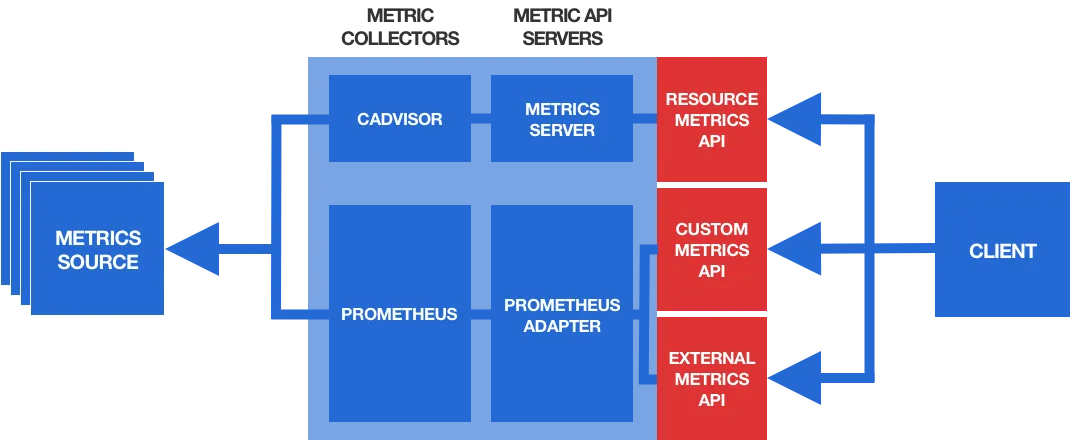 METRIC
COLLECTORS
METRIC API
SERVERS
CADVISOR
METRICS
SERVER
RESOURCE
METRICS
API
METRICS
SOURCE
CUSTOM
METRICS
API
CLIENT
PROMETHEUS
PROMETHEUS
ADAPTER
EXTERNAL
METRICS
API